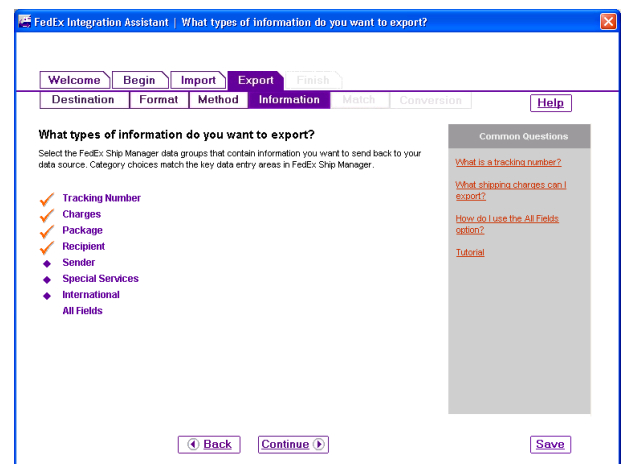 FedEx Integration Assistant | What types of information do you want to export?
Welcome Begin Import Export Finish
Destination Format Method Information Match Conversion
Help
What types of information do you want to export?
Select the FedEx Ship Manager data groups that contain information you want to send back to your
data source. Category choices match the key data entry areas in FedEx Ship Manager.
Tracking Number
Charges
Package
Recipient
Sender
Special Services
International
All Fields
Common Questions
What is a tracking number?
What shipping charges can I
export?
How do I use the All Fields
option?
Tutorial
Back Continue Save